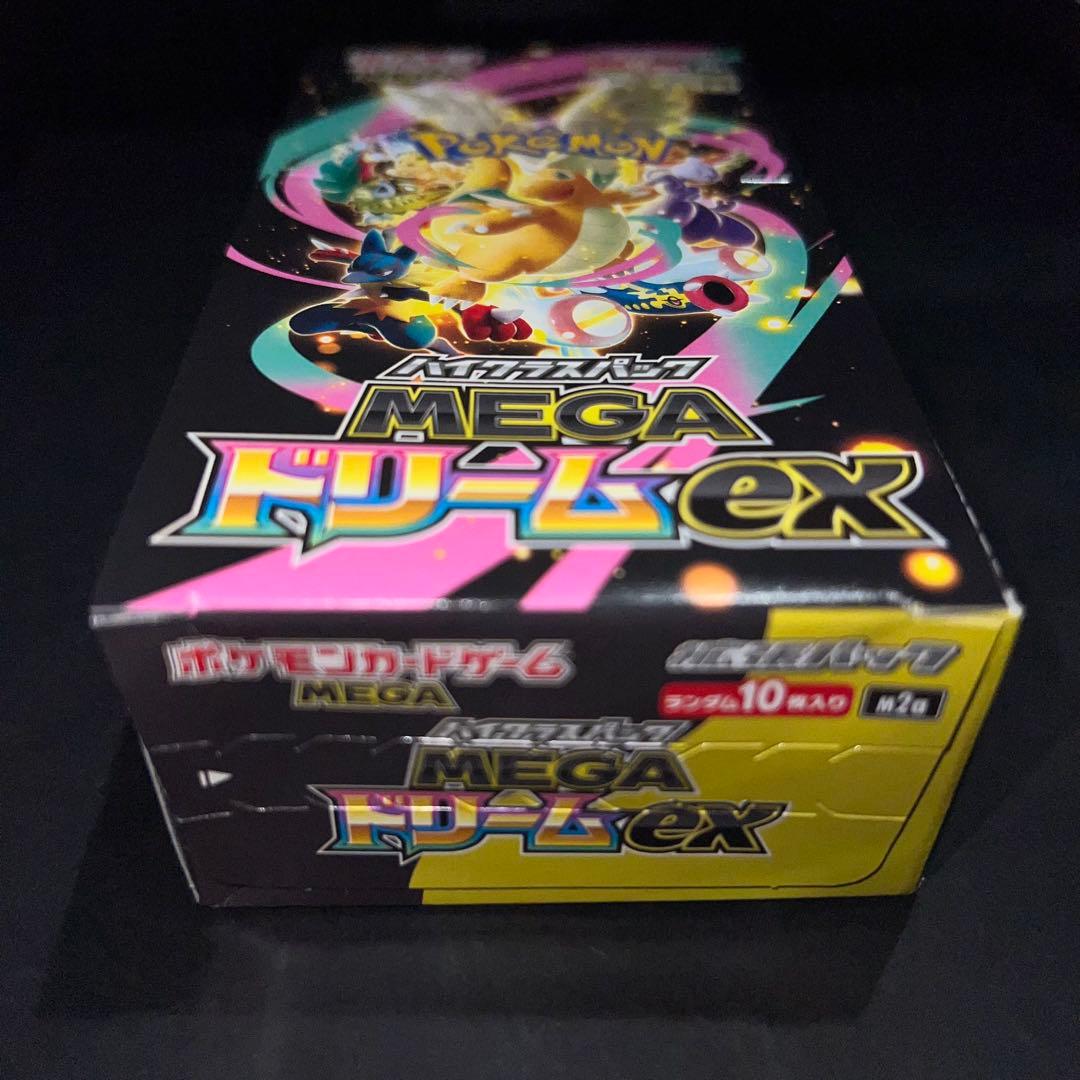 POKÉMON
ハイクラスパック
MEGA
ドリームex
ポケモンカードゲーム
MEGA
拡張パック
ランダム10枚入り
M2a
ハイクラスパック
MEGA
ドリームex